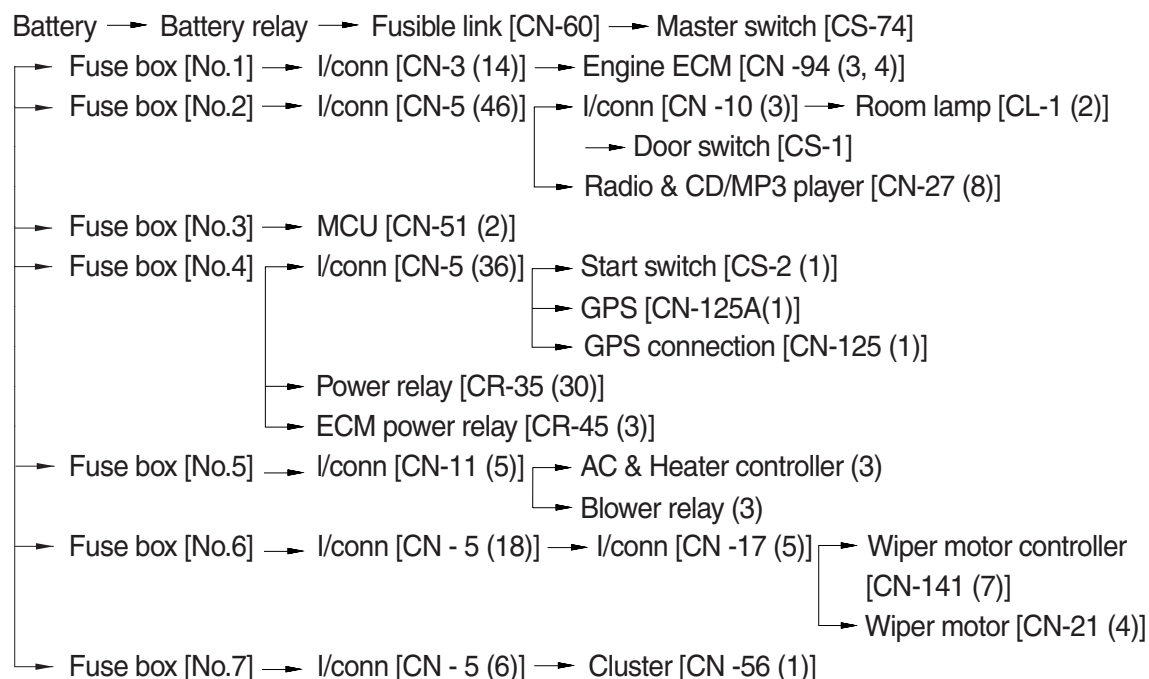 Battery → Battery relay → Fusible link [CN-60] → Master switch [CS-74]
→ Fuse box [No.1] → I/conn [CN-3 (14)] → Engine ECM [CN -94 (3, 4)]
→ Fuse box [No.2] → I/conn [CN-5 (46)] → I/conn [CN -10 (3)] → Room lamp [CL-1 (2)]
→ Door switch [CS-1]
→ Radio & CD/MP3 player [CN-27 (8)]
→ Fuse box [No.3] → MCU [CN-51 (2)]
→ Fuse box [No.4] → I/conn [CN-5 (36)] → Start switch [CS-2 (1)]
→ GPS [CN-125A(1)]
→ GPS connection [CN-125 (1)]
→ Power relay [CR-35 (30)]
→ ECM power relay [CR-45 (3)]
→ Fuse box [No.5] → I/conn [CN-11 (5)] → AC & Heater controller (3)
→ Blower relay (3)
→ Fuse box [No.6] → I/conn [CN - 5 (18)] → I/conn [CN -17 (5)] → Wiper motor controller
[CN-141 (7)]
→ Wiper motor [CN-21 (4)]
→ Fuse box [No.7] → I/conn [CN - 5 (6)] → Cluster [CN -56 (1)]